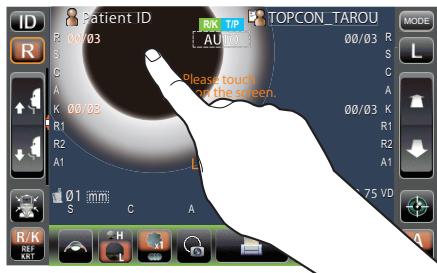 ID
Patient ID
R/K T/P
TOPCON_TAROU
MODE
R
R 00/03
AUTO
00/03 R
L
S
S
C
Please touch
C
A
on the screen.
A
K 00/03
00/03 K
R1
R1
R2
R2
A1
L
A1
01 mm
.75 VD
S C A
R/K
REF
KRT
H
L
x1
A